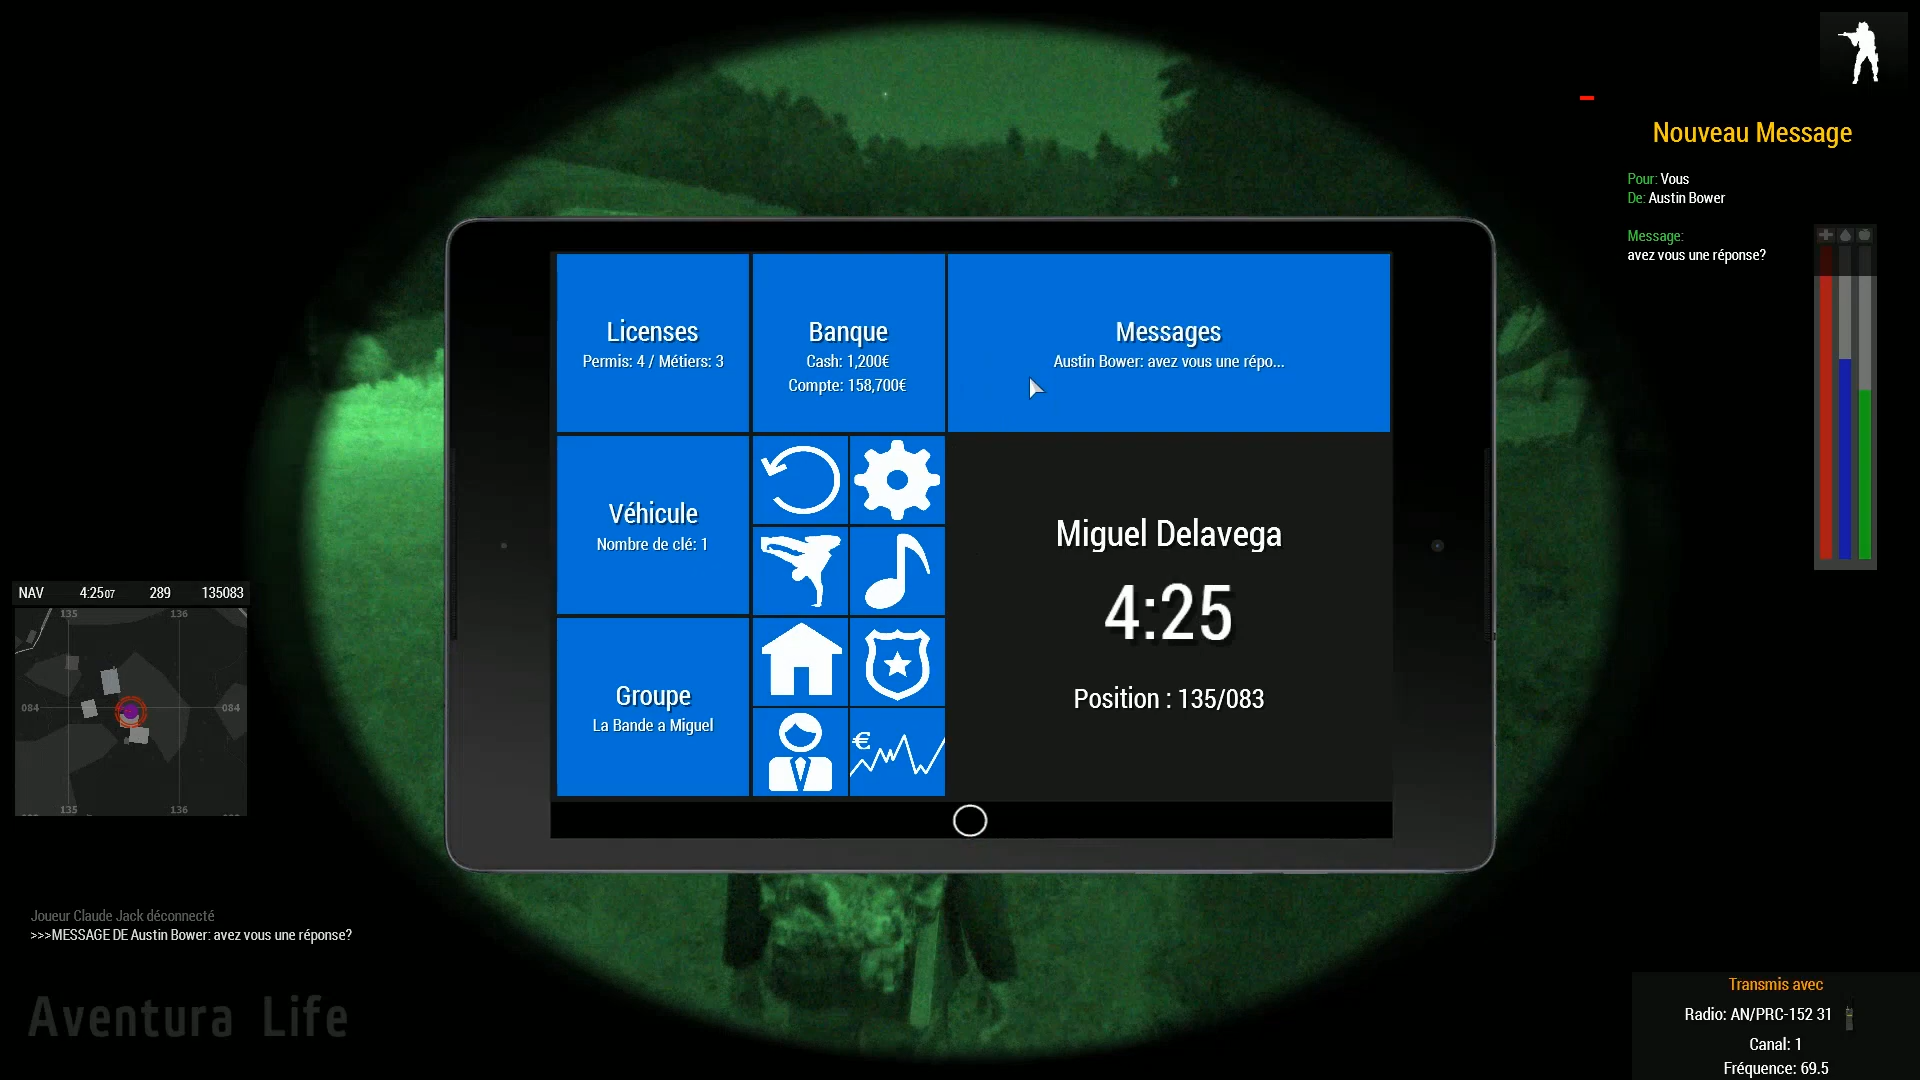 Nouveau Message
Pour: Vous
De: Austin Bower
Message:
avez vous une réponse?
Licenses
Permis: 4 / Métiers: 3
Banque
Cash: 1,200€
Compte: 158,700€
Messages
Austin Bower: avez vous une répo...
Véhicule
Nombre de clé: 1
Groupe
La Bande a Miguel
€
Miguel Delavega
4:25
Position : 135/083
NAV 4:25 07 289 135083
135 136
084 084
135 136
Joueur Claude Jack déconnecté
>>>MESSAGE DE Austin Bower: avez vous une réponse?
Aventura Life
Transmis avec
Radio: AN/PRC-152 31
Canal: 1
Fréquence: 69.5